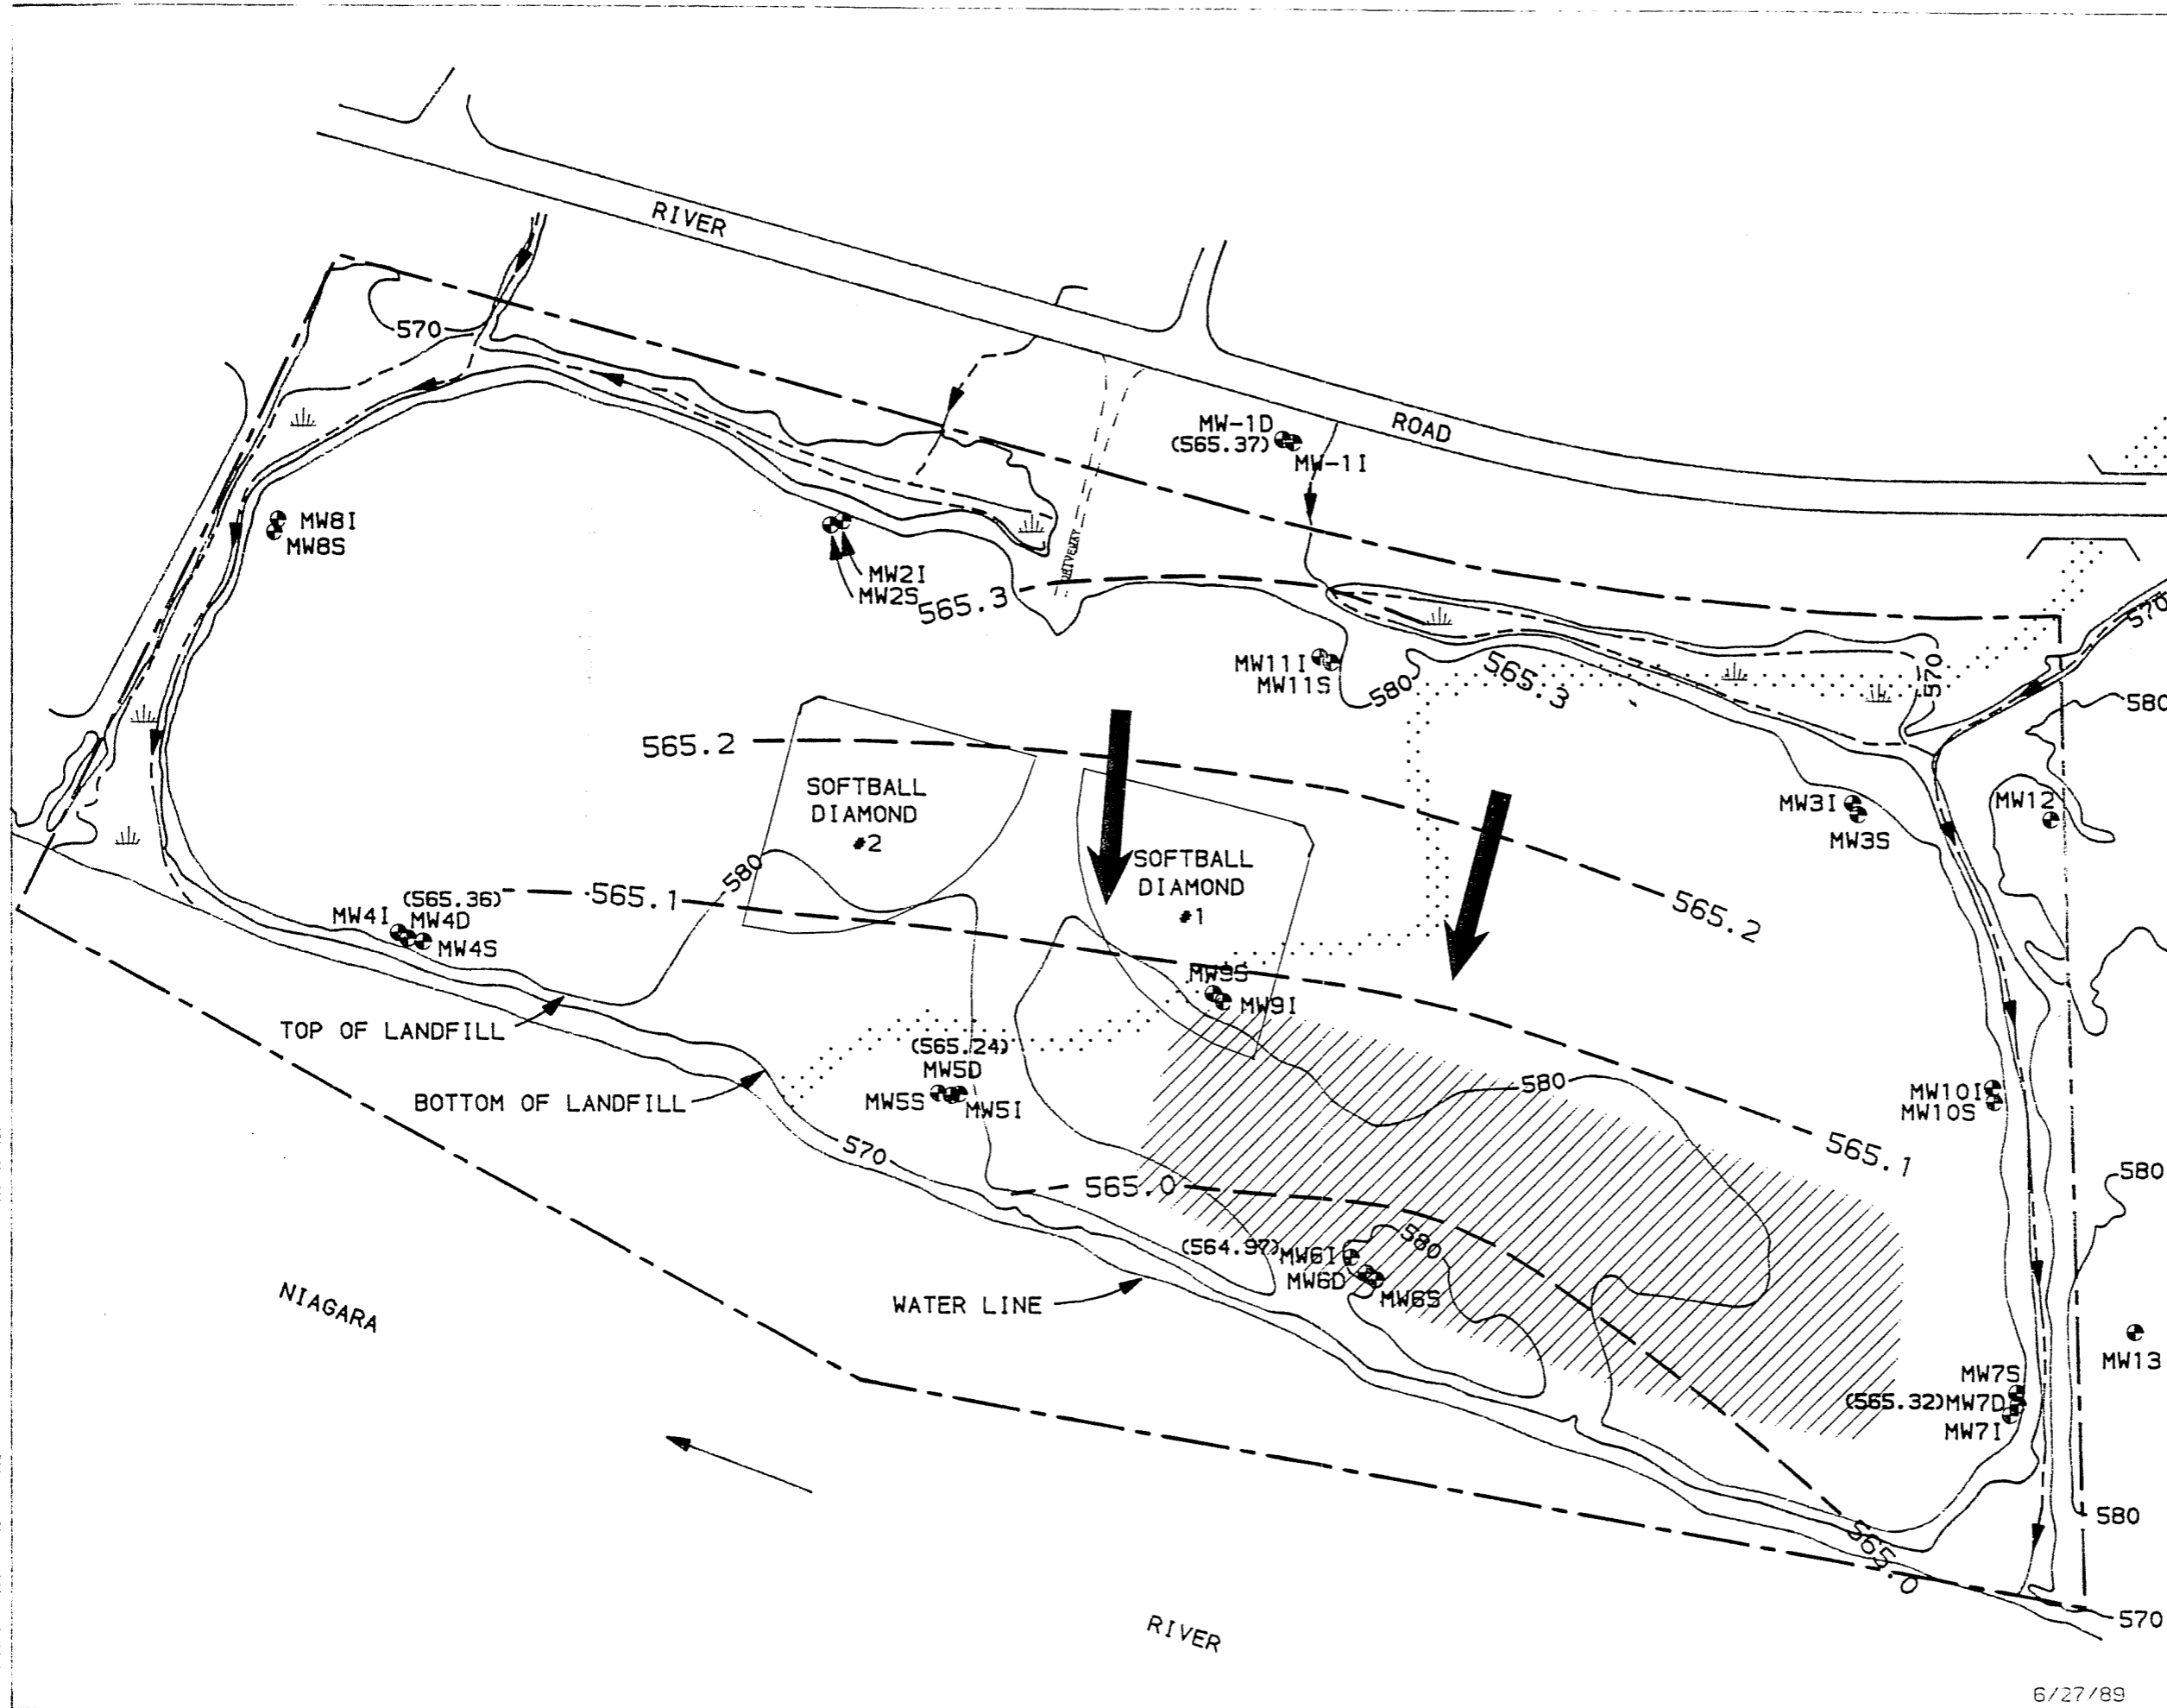 RIVER
ROAD
570
MW-1D
(565.37)
MW-1I
MW8I
MW8S
MW2I
MW2S
565.3
DRIVEWAY
570
MW11I
MW11S
580
565.3
570
580
565.2
SOFTBALL
DIAMOND
#2
MW3I
MW3S
MW12
580
SOFTBALL
DIAMOND
#1
565.2
(565.36)
565.1
MW4I
MW4D
MW4S
MW9S
MW9I
TOP OF LANDFILL
(565.24)
MW5D
MW5S
MW5I
BOTTOM OF LANDFILL
580
MW10I
MW10S
570
565.1
580
565.0
(564.97)
MW6I
580
MW6D
MW6S
NIAGARA
WATER LINE
MW13
MW7S
(565.32)
MW7D
MW7I
580
565.0
570
RIVER
6/27/89